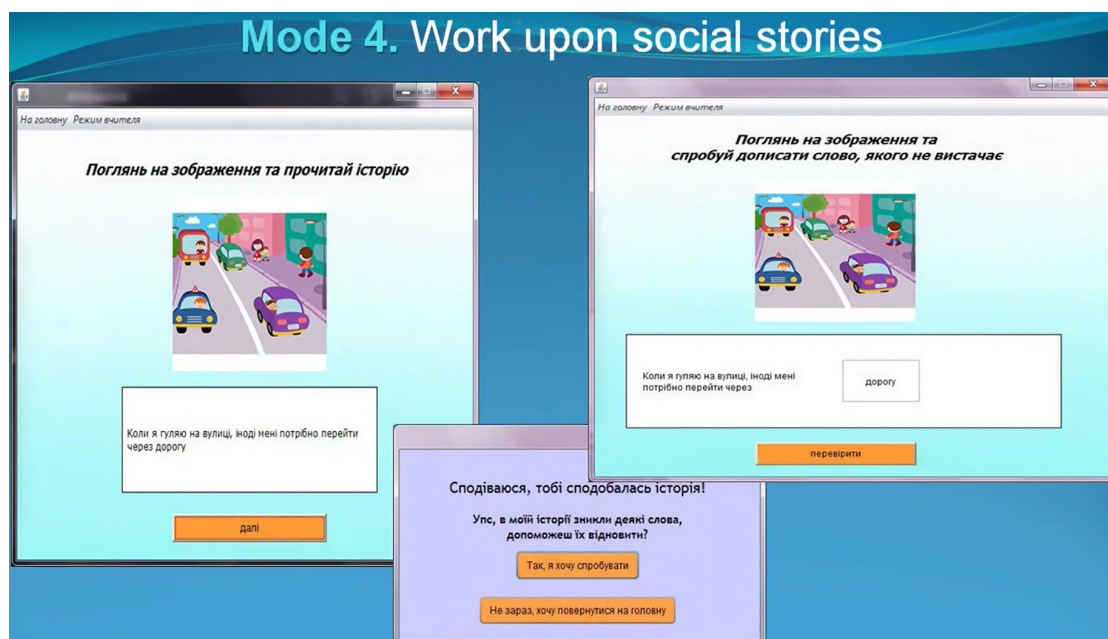 Mode 4. Work upon social stories
На головну Режим вчителя
Поглянь на зображення та прочитай історію
Коли я гуляю на вулиці, іноді мені потрібно перейти
через дорогу
далі
Сподіваюся, тобі сподобалась історія!
Упс, в моїй історії зникли деякі слова,
допоможеш їх відновити?
Так, я хочу спробувати
Не зараз, хочу повернутися на головну
На головну Режим вчителя
Поглянь на зображення та
спробуй дописати слово, якого не вистачає
Коли я гуляю на вулиці, іноді мені
потрібно перейти через
дорогу
перевірити